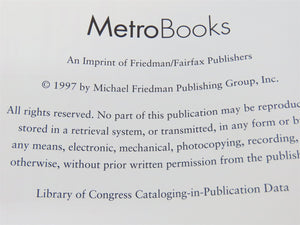 MetroBooks
An Imprint of Friedman/Fairfax Publishers
© 1997 by Michael Friedman Publishing Group, Inc.
All rights reserved. No part of this publication may be reproduc
stored in a retrieval system, or transmitted, in any form or b
any means, electronic, mechanical, photocopying, recording,
otherwise, without prior written permission from the publish
Library of Congress Cataloging-in-Publication Data